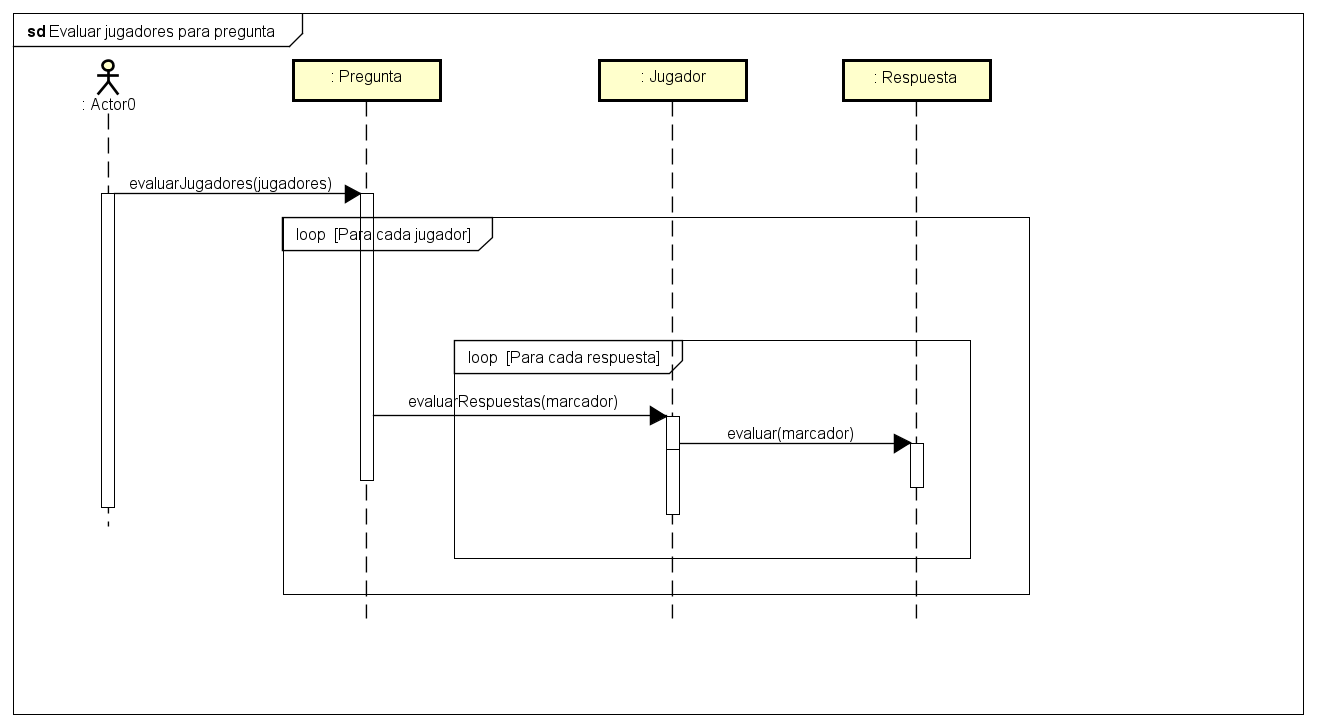 sd Evaluar jugadores para pregunta
: Actor0
: Pregunta
: Jugador
: Respuesta
evaluarJugadores(jugadores)
loop [Para cada jugador]
loop [Para cada respuesta]
evaluarRespuestas(marcador)
evaluar(marcador)